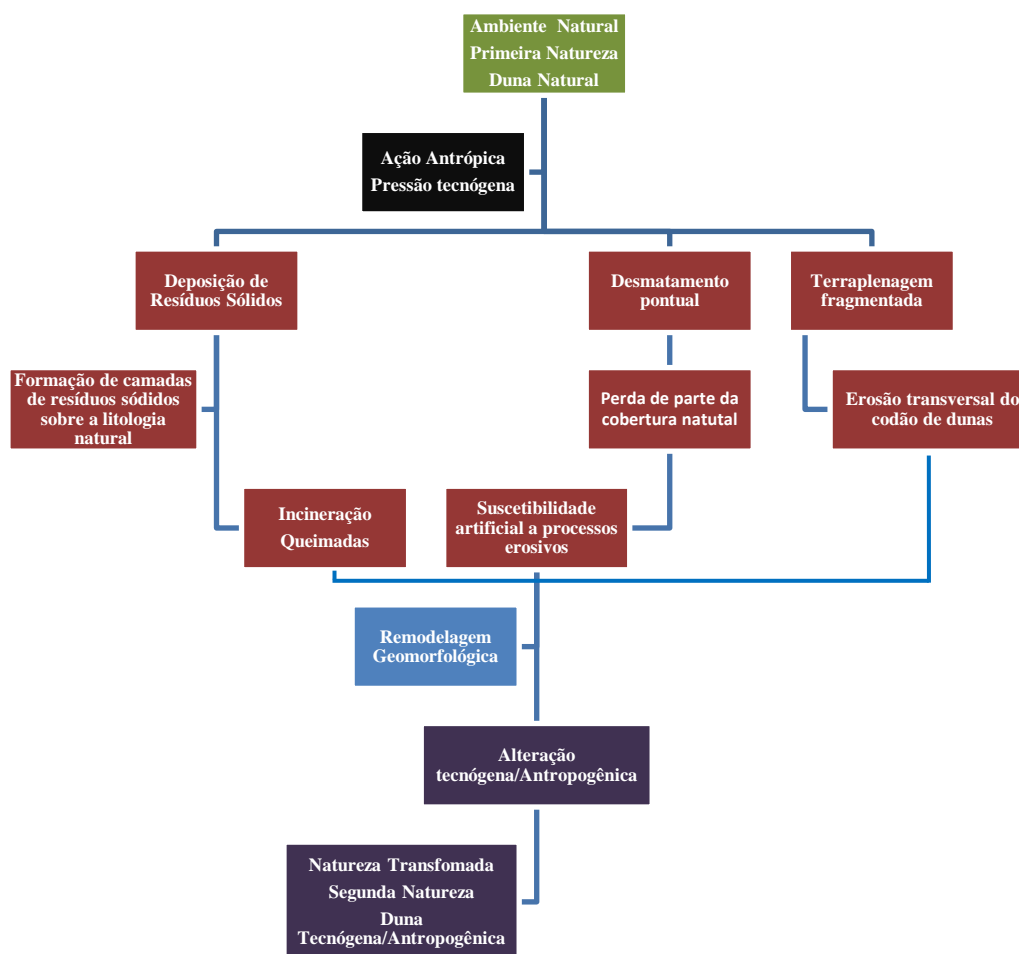 Ambiente Natural
Primeira Natureza
Duna Natural
Ação Antrópica
Pressão tecnógena
Deposição de
Resíduos Sólidos
Desmatamento
pontual
Terraplenagem
fragmentada
Formação de camadas
de resíduos sódidos
sobre a litologia
natural
Perda de parte da
cobertura natutal
Erosão transversal do
codão de dunas
Incineração
Queimadas
Suscetibilidade
artificial a processos
erosivos
Remodelagem
Geomorfológica
Alteração
tecnógena/Antropogênica
Natureza Transfomada
Segunda Natureza
Duna
Tecnógena/Antropogênica